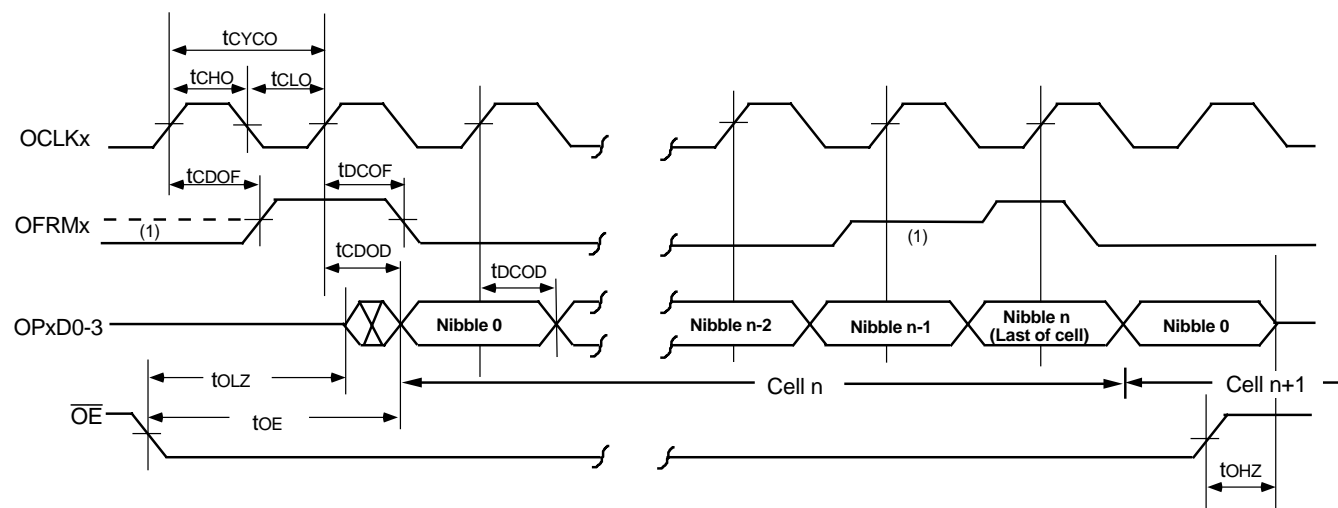 tCYCO
tCHO tCLO
OCLKx
tCDOF tDCOF
OFRMx
(1) (1)
tCDOD
tDCOD
OPxD0-3 Nibble 0 Nibble n-2 Nibble n-1 Nibble n Nibble 0
(Last of cell)
tOLZ Cell n Cell n+1
OE tOE
tOHZ